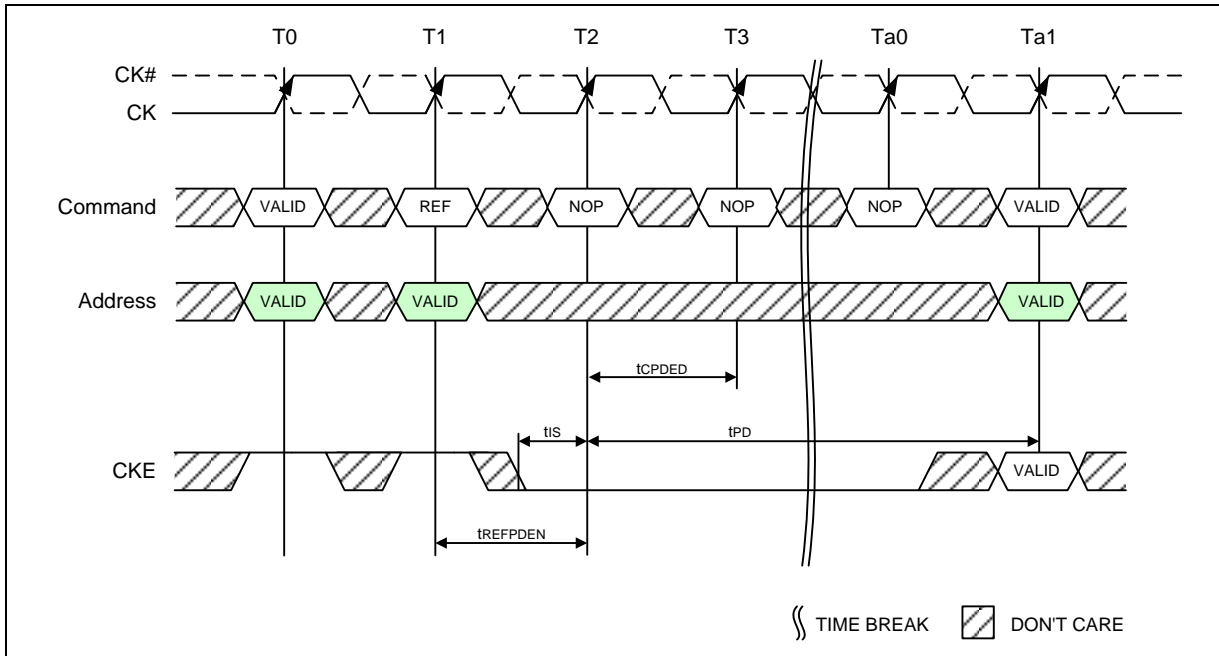 T0 T1 T2 T3 Ta0 Ta1
CK#
CK
Command VALID REF NOP NOP NOP VALID
Address VALID VALID VALID
tCPDED
tIS tPD
CKE VALID
tREFPDEN
TIME BREAK DON'T CARE